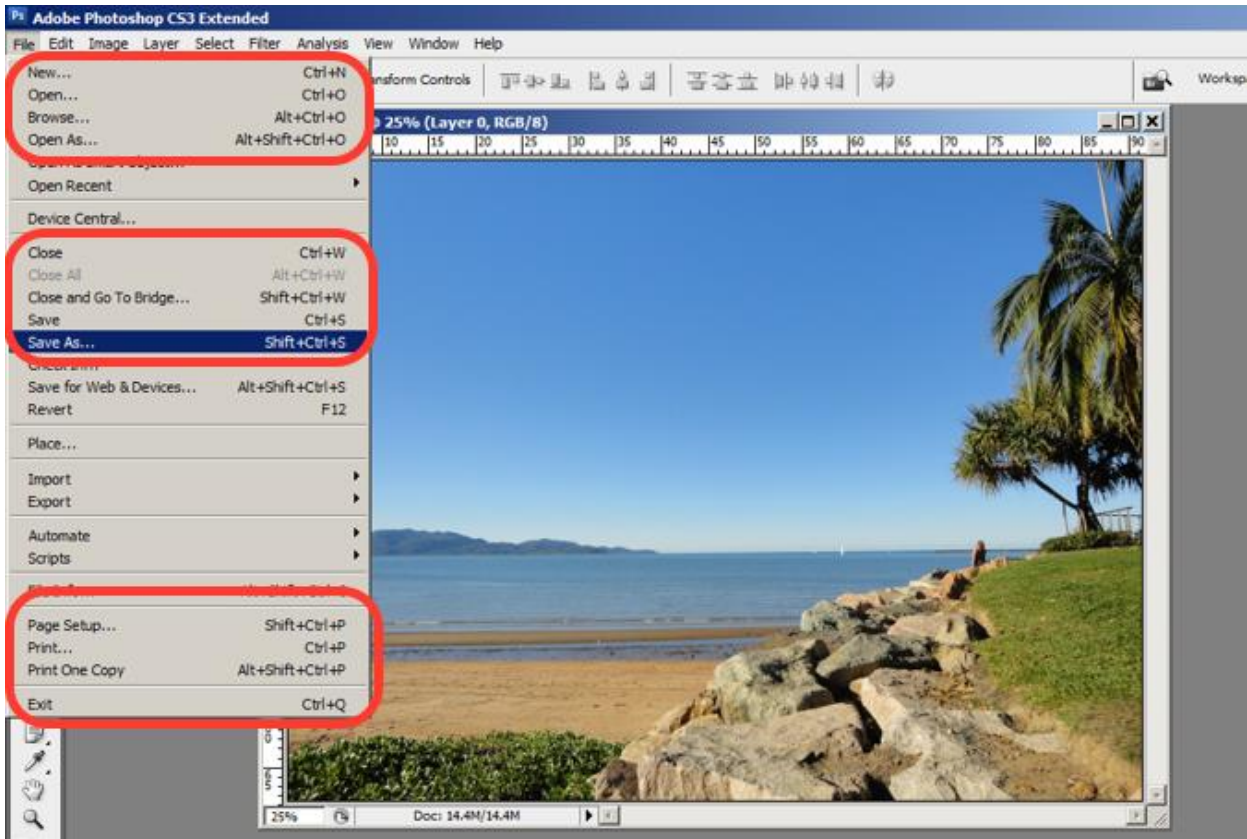 Ps Adobe Photoshop CS3 Extended
File Edit Image Layer Select Filter Analysis View Window Help
New... Ctrl+N
Open... Ctrl+O
Browse... Alt+Ctrl+O
Open As... Alt+Shift+Ctrl+O
Open Recent
Device Central...
Close Ctrl+W
Close All Alt+Ctrl+W
Close and Go To Bridge... Shift+Ctrl+W
Save Ctrl+S
Save As... Shift+Ctrl+S
Save for Web & Devices... Alt+Shift+Ctrl+S
Revert F12
Place...
Import
Export
Automate
Scripts
Page Setup... Shift+Ctrl+P
Print... Ctrl+P
Print One Copy Alt+Shift+Ctrl+P
Exit Ctrl+Q
ansform Controls
Worksp
25% (Layer 0, RGB/8)
10 15 20 25 30 35 40 45 50 55 60 65 70 75 80 85 90
25% Doc: 14.4M/14.4M